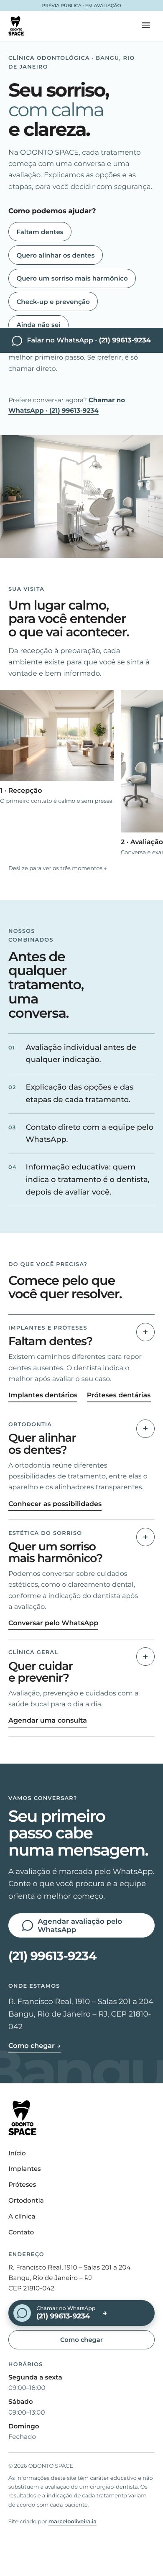 PRÉVIA PÚBLICA · EM AVALIAÇÃO
ODONTO
SPACE
CLÍNICA ODONTOLÓGICA · BANGU, RIO
DE JANEIRO
Seu sorriso,
com calma
e clareza.
Na ODONTO SPACE, cada tratamento
começa com uma conversa e uma
avaliação. Explicamos as opções e as
etapas, para você decidir com segurança.
Como podemos ajudar?
Faltam dentes
Quero alinhar os dentes
Quero um sorriso mais harmônico
Check-up e prevenção
Ainda não sei
Falar no WhatsApp · (21) 99613-9234
melhor primeiro passo. Se preferir, é só
chamar direto.
Prefere conversar agora? Chamar no
WhatsApp · (21) 99613-9234
SUA VISITA
Um lugar calmo,
para você entender
o que vai acontecer.
Da recepção à preparação, cada
ambiente existe para que você se sinta à
vontade e bem informado.
1 · Recepção
O primeiro contato é calmo e sem pressa.
2 · Avaliação
Conversa e exa
Deslize para ver os três momentos →
NOSSOS
COMBINADOS
Antes de
qualquer
tratamento,
uma
conversa.
01 Avaliação individual antes de
qualquer indicação.
02 Explicação das opções e das
etapas de cada tratamento.
03 Contato direto com a equipe pelo
WhatsApp.
04 Informação educativa: quem
indica o tratamento é o dentista,
depois de avaliar você.
DO QUE VOCÊ PRECISA?
Comece pelo que
você quer resolver.
IMPLANTES E PRÓTESES
Faltam dentes?
+
Existem caminhos diferentes para repor
dentes ausentes. O dentista indica o
melhor após avaliar o seu caso.
Implantes dentários Próteses dentárias
ORTODONTIA
Quer alinhar
os dentes?
+
A ortodontia reúne diferentes
possibilidades de tratamento, entre elas o
aparelho e os alinhadores transparentes.
Conhecer as possibilidades
ESTÉTICA DO SORRISO
Quer um sorriso
mais harmônico?
+
Podemos conversar sobre cuidados
estéticos, como o clareamento dental,
conforme a indicação do dentista após
a avaliação.
Conversar pelo WhatsApp
CLÍNICA GERAL
Quer cuidar
e prevenir?
+
Avaliação, prevenção e cuidados com a
saúde bucal para o dia a dia.
Agendar uma consulta
VAMOS CONVERSAR?
Seu primeiro
passo cabe
numa mensagem.
A avaliação é marcada pelo WhatsApp.
Conte o que você procura e a equipe
orienta o melhor começo.
Agendar avaliação pelo
WhatsApp
(21) 99613-9234
ONDE ESTAMOS
R. Francisco Real, 1910 – Salas 201 a 204
Bangu, Rio de Janeiro – RJ, CEP 21810-
042
Como chegar →
Bangu
ODONTO
SPACE
Início
Implantes
Próteses
Ortodontia
A clínica
Contato
ENDEREÇO
R. Francisco Real, 1910 – Salas 201 a 204
Bangu, Rio de Janeiro – RJ
CEP 21810-042
Chamar no WhatsApp
(21) 99613-9234 →
Como chegar
HORÁRIOS
Segunda a sexta
09:00–18:00
Sábado
09:00–13:00
Domingo
Fechado
© 2026 ODONTO SPACE
As informações deste site têm caráter educativo e não
substituem a avaliação de um cirurgião-dentista. Os
resultados e a indicação de cada tratamento variam
de acordo com cada paciente.
Site criado por marcelooliveira.ia